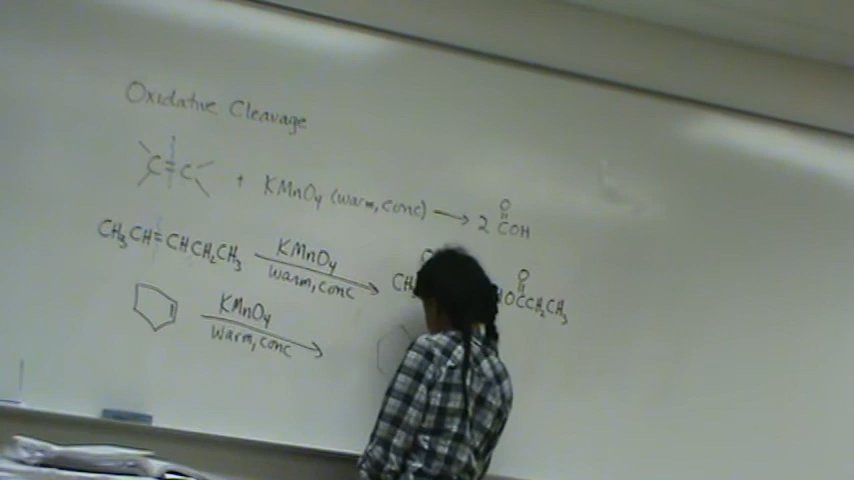 Oxidative Cleavage
C=C + KMnO4 (warm, conc) → 2 COH
O
CH3CH=CHCH2CH3 KMnO4 warm, conc → CH
O
HOCCH2CH3
KMnO4 warm, conc →